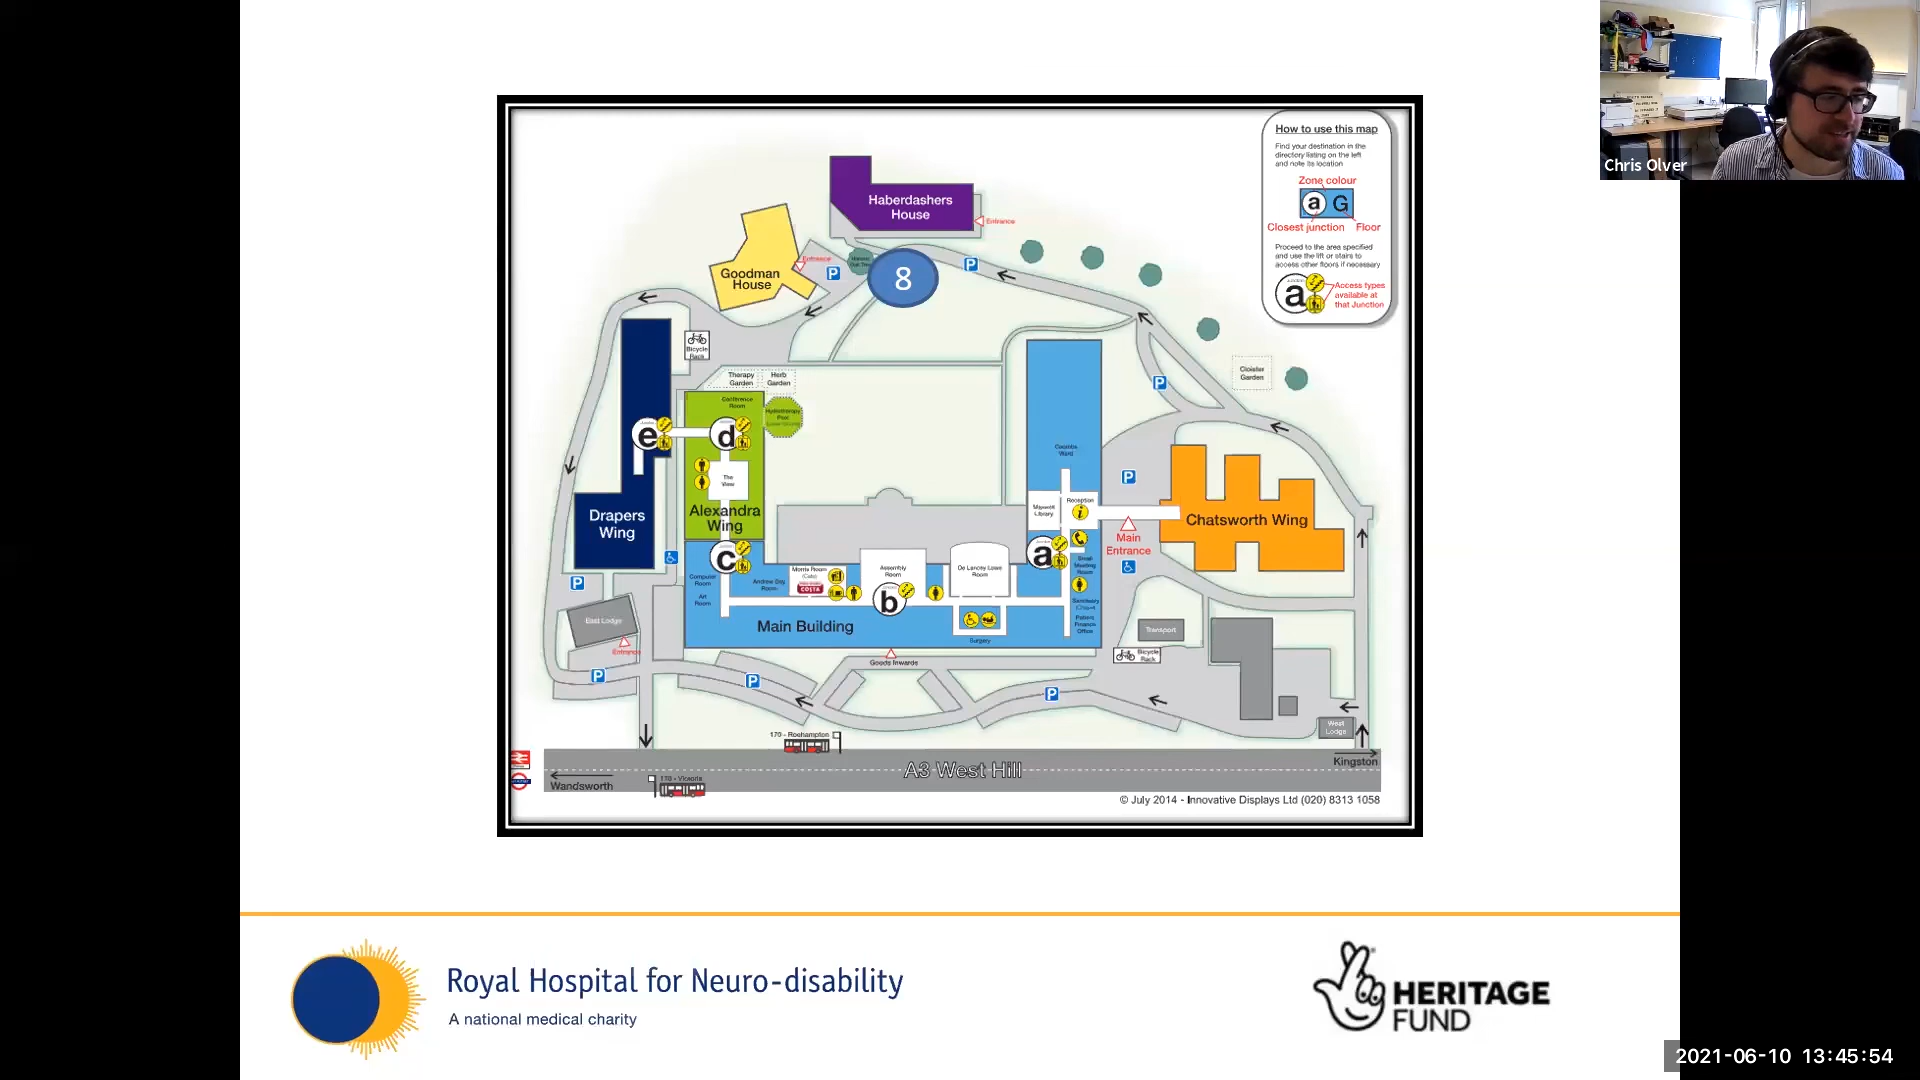 How to use this map
Find your destination in the
directory listing on the left
and note its location
Zone colour
a G
Closest junction Floor
Proceed to the area specified
and use the lift or stairs to
access other floors if necessary
a
Access types
available at
that Junction
Chris Olver
Haberdashers
House
Entrance
Goodman
House
Entrance
P
8
P
Bicycle
Rack
Therapy
Garden
Herb
Garden
Conference
Room
Hydrotherapy
Pool
Cloister
Garden
P
e
d
The
View
Coombs
Ward
P
Drapers
Wing
Alexandra
Wing
Maxwell
Library
Reception
i
Chatsworth Wing
Main
Entrance
c
a
Computer
Room
Art
Room
Andrew Day
Room
Morris Room
(Cafe)
COSTA
Assembly
Room
b
De Lancey Lowe
Room
Small
Meeting
Room
Sanctuary
(Chapel)
Patient
Finance
Office
P
Main Building
Surgery
East Lodge
Entrance
Goods Inwards
Transport
Bicycle
Rack
P
P
P
West
Lodge
170 - Roehampton
A3 West Hill
Kingston
Wandsworth
170 - Victoria
© July 2014 - Innovative Displays Ltd (020) 8313 1058
Royal Hospital for Neuro-disability
A national medical charity
HERITAGE
FUND
2021-06-10 13:45:54